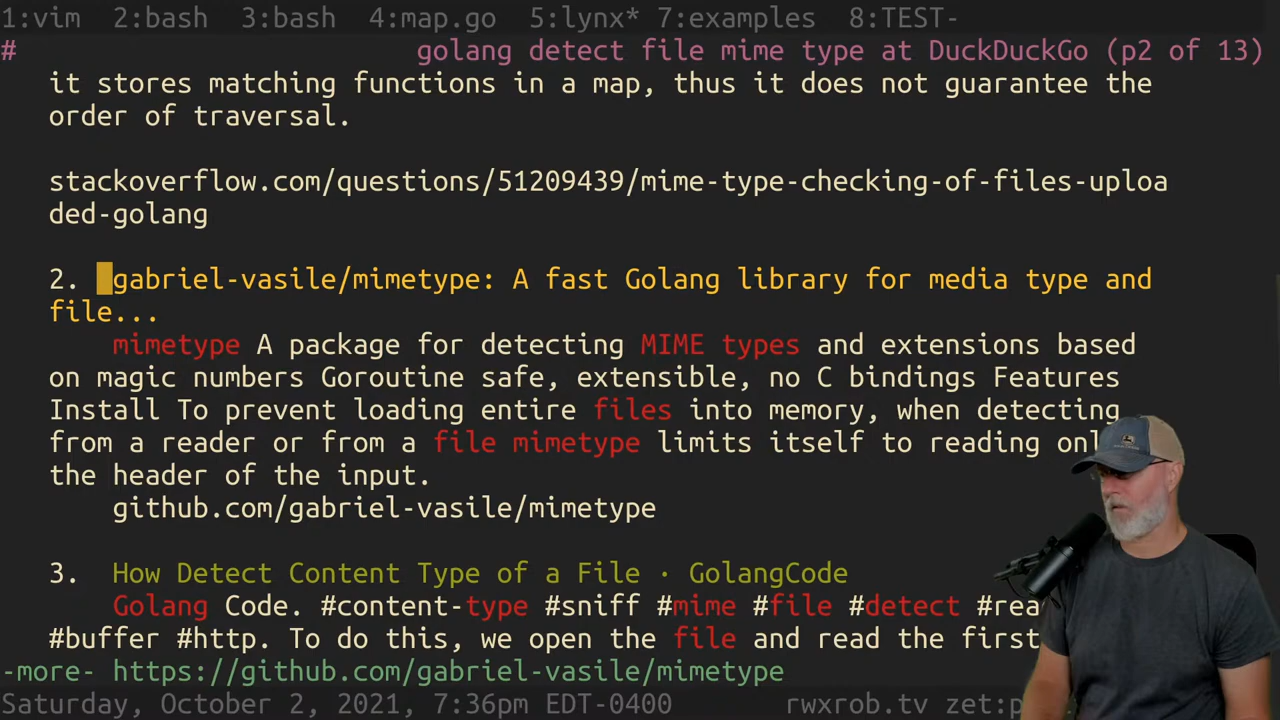 1:vim 2:bash 3:bash 4:map.go 5:lynx* 7:examples 8:TEST-
# golang detect file mime type at DuckDuckGo (p2 of 13)
it stores matching functions in a map, thus it does not guarantee the
order of traversal.
stackoverflow.com/questions/51209439/mime-type-checking-of-files-uploa
ded-golang
2. gabriel-vasile/mimetype: A fast Golang library for media type and
file...
mimetype A package for detecting MIME types and extensions based
on magic numbers Goroutine safe, extensible, no C bindings Features
Install To prevent loading entire files into memory, when detecting
from a reader or from a file mimetype limits itself to reading
the header of the input.
github.com/gabriel-vasile/mimetype
3. How Detect Content Type of a File · GolangCode
Golang Code. #content-type #sniff #mime #file #detect
#buffer #http. To do this, we open the file and read the first
-more- https://github.com/gabriel-vasile/mimetype
Saturday, October 2, 2021, 7:36pm EDT-0400 rwxrob.tv